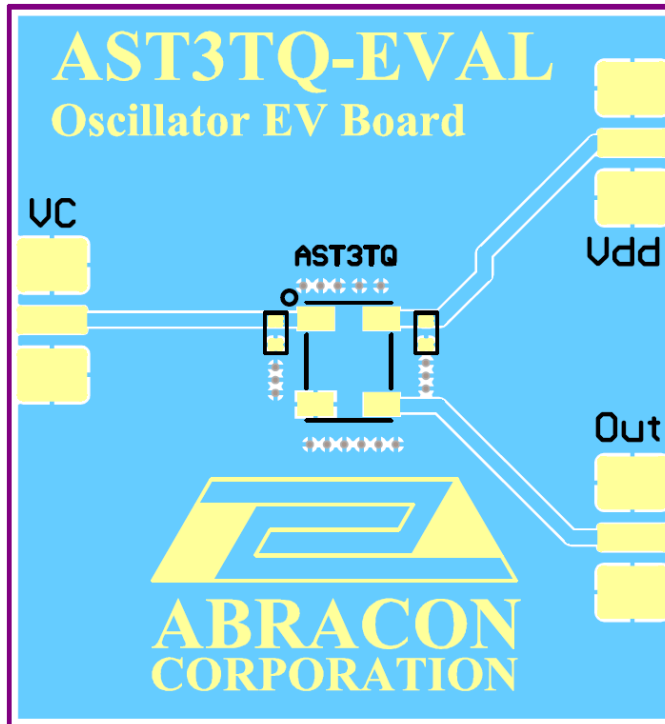 AST3TQ-EVAL
Oscillator EV Board
VC
Vdd
AST3TQ
Out
ABRACON
CORPORATION